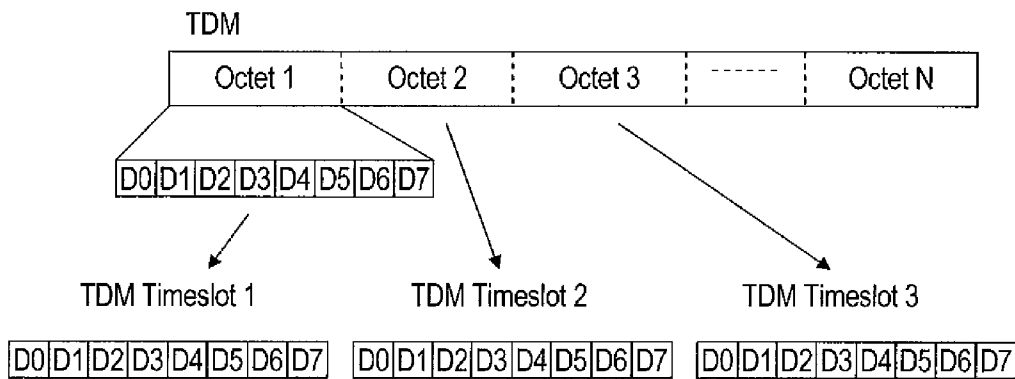 TDM
Octet 1 Octet 2 Octet 3 -------- Octet N
D0 D1 D2 D3 D4 D5 D6 D7
TDM Timeslot 1 TDM Timeslot 2 TDM Timeslot 3
D0 D1 D2 D3 D4 D5 D6 D7 D0 D1 D2 D3 D4 D5 D6 D7 D0 D1 D2 D3 D4 D5 D6 D7